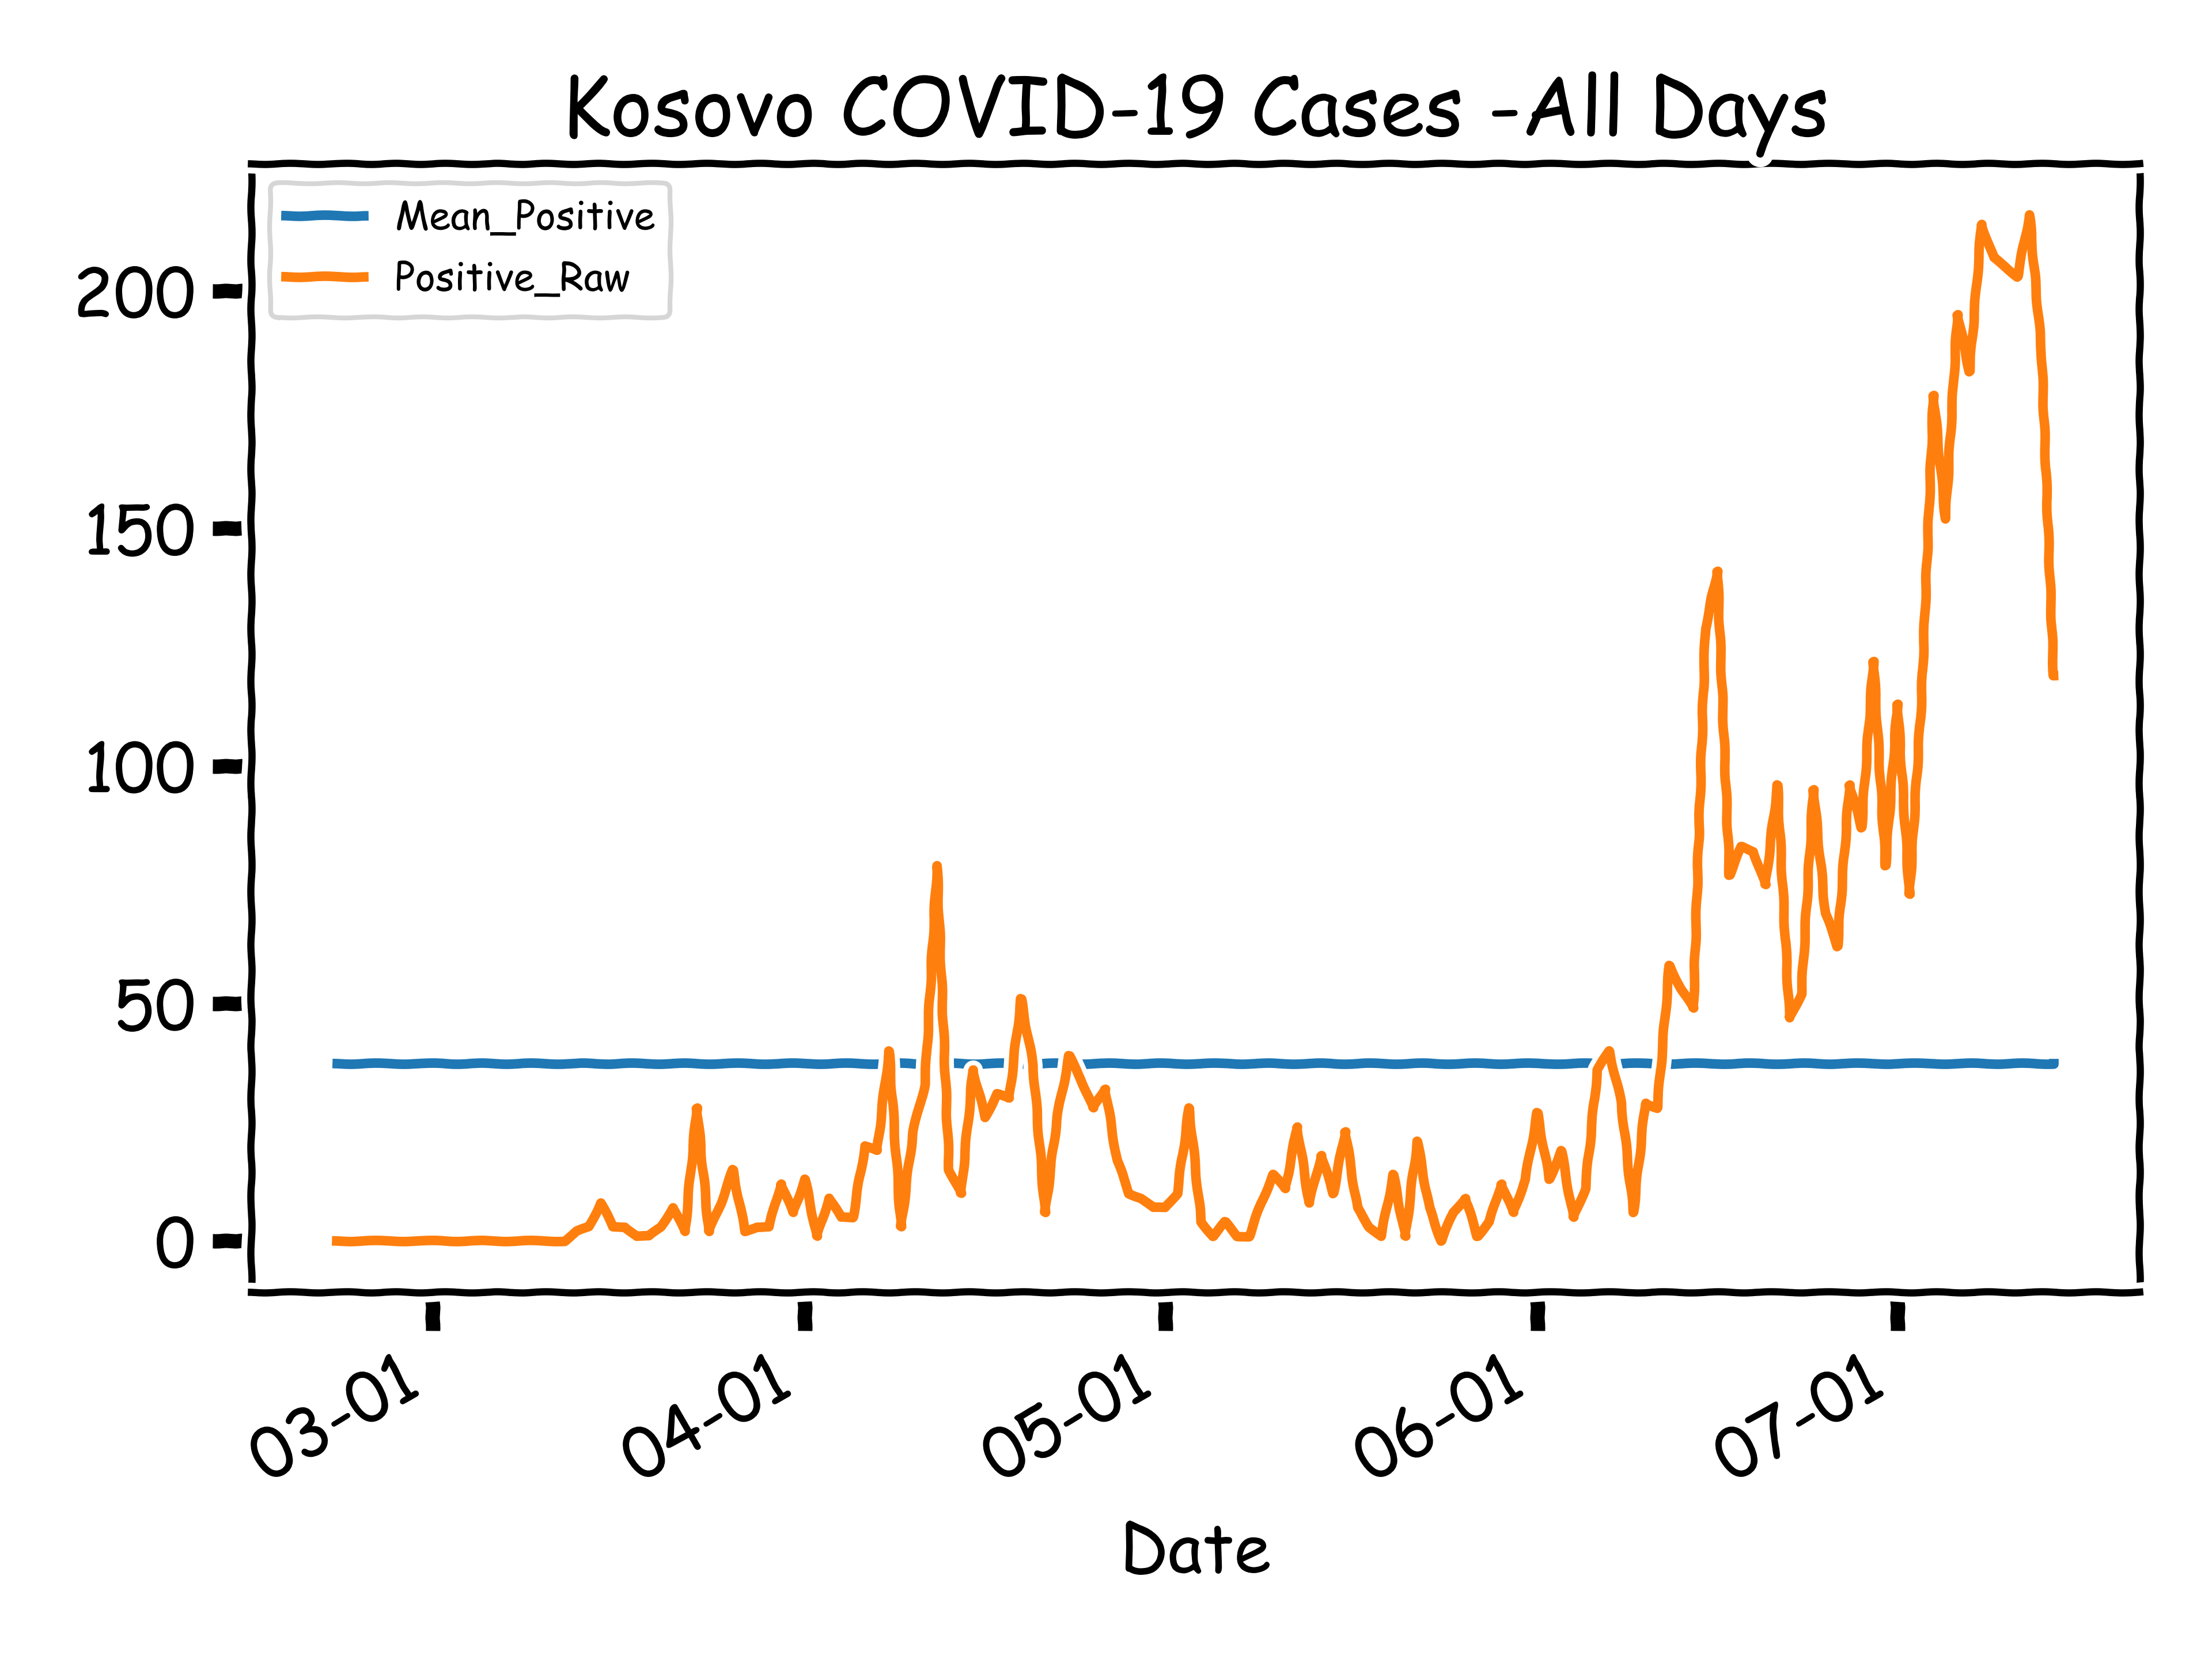 Kosovo COVID-19 Cases -All Days
Mean_Positive
Positive_Raw
200
150
100
50
0
03-01
04-01
05-01
06-01
07-01
Date